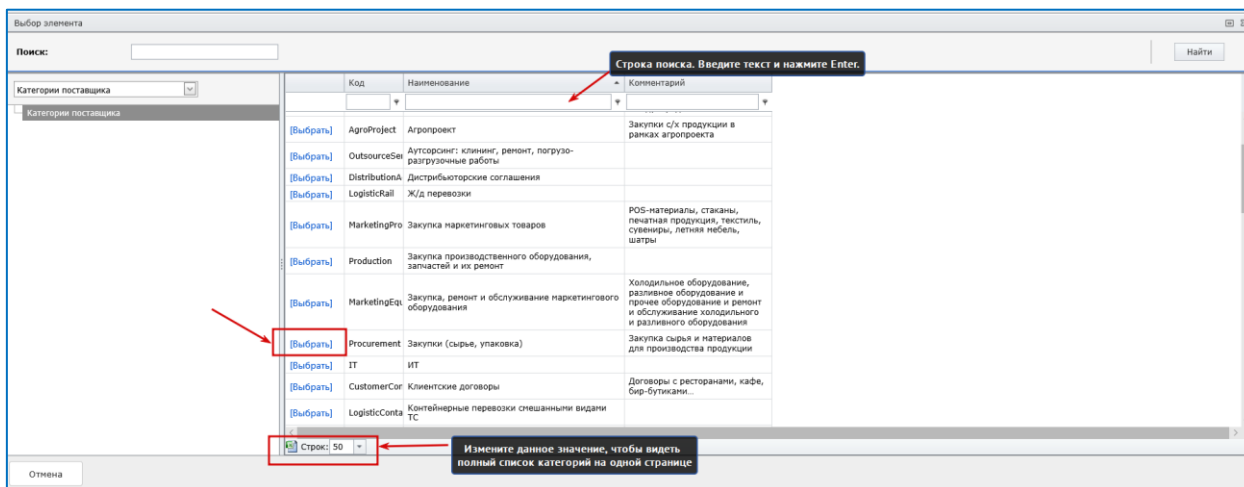 Выбор элемента
Поиск:
Найти
Строка поиска. Введите текст и нажмите Enter.
Категории поставщика
Категории поставщика
Код Наименование Комментарий
[Выбрать] AgroProject Агропроект Закупки с/х продукции в
рамках агропроекта
[Выбрать] OutsourceSer Аутсорсинг: клининг, ремонт, погрузо-
разгрузочные работы
[Выбрать] DistributionA Дистрибьюторские соглашения
[Выбрать] LogisticRail Ж/д перевозки
[Выбрать] MarketingPro Закупка маркетинговых товаров POS-материалы, стаканы,
печатная продукция, текстиль,
сувениры, летняя мебель,
шатры
[Выбрать] Production Закупка производственного оборудования,
запчастей и их ремонт
[Выбрать] MarketingEqu Закупка, ремонт и обслуживание маркетингового
оборудования
Холодильное оборудование,
разливное оборудование и
прочее оборудование и ремонт
и обслуживание холодильного
и разливного оборудования
[Выбрать] Procurement Закупки (сырье, упаковка) Закупка сырья и материалов
для производства продукции
[Выбрать] IT ИТ
[Выбрать] CustomerCor Клиентские договоры Договоры с ресторанами, кафе,
бир-бутиками...
[Выбрать] LogisticConta Контейнерные перевозки смешанными видами
ТС
Строк: 50
Измените данное значение, чтобы видеть
полный список категорий на одной странице
Отмена